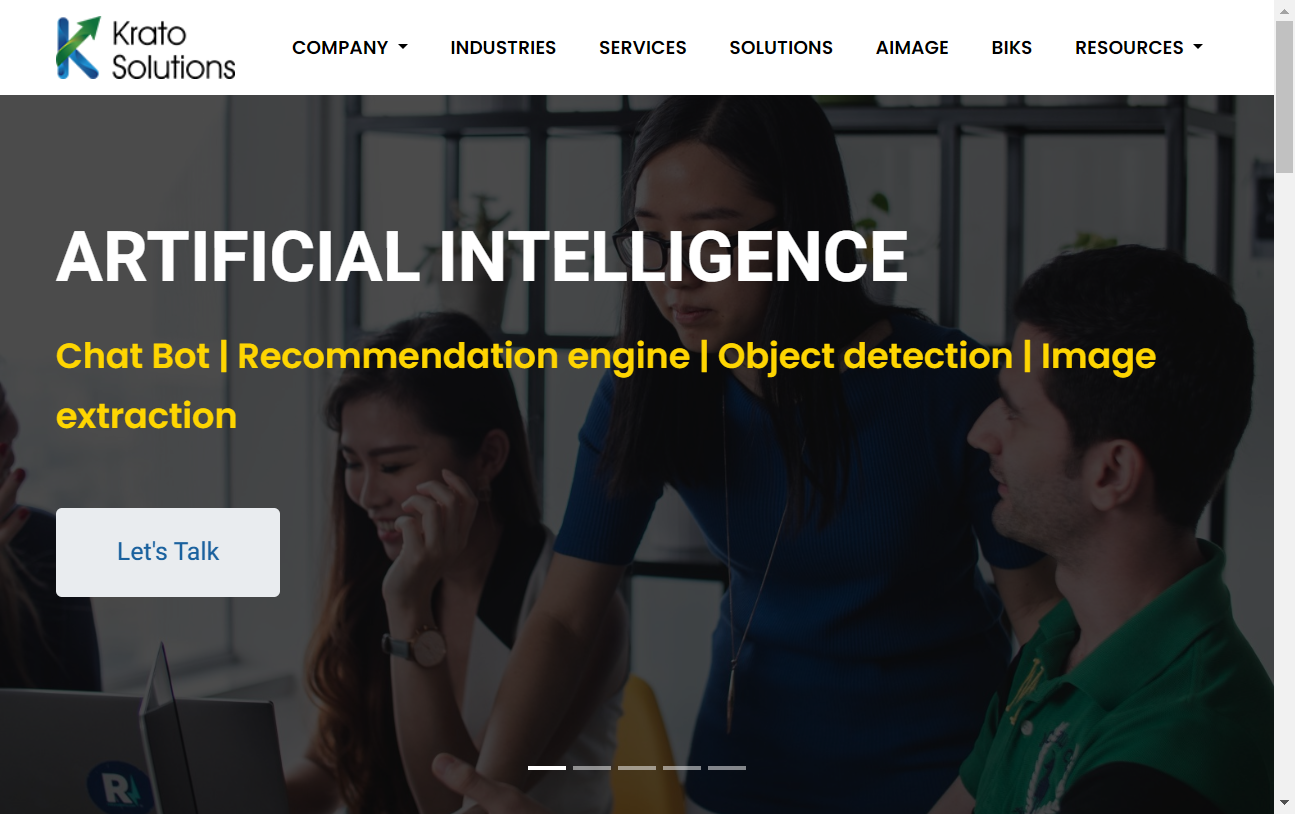 Krato
Solutions
COMPANY
INDUSTRIES
SERVICES
SOLUTIONS
AIMAGE
BIKS
RESOURCES
ARTIFICIAL INTELLIGENCE
Chat Bot | Recommendation engine | Object detection | Image
extraction
Let's Talk
R